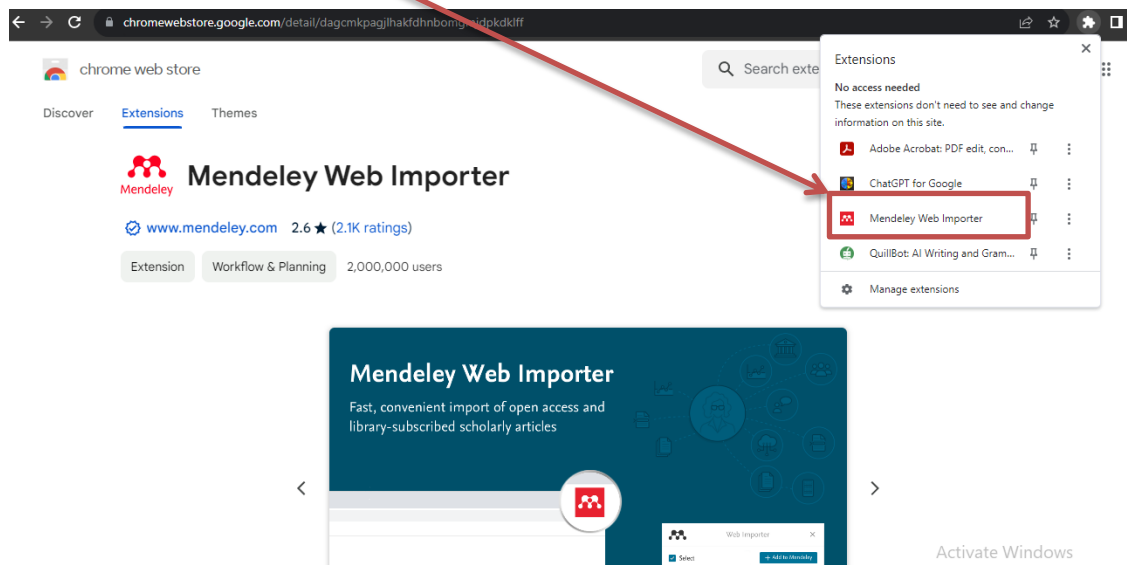 chromewebstore.google.com/detail/dagcmkpagjlhakfdhnbomg
chrome web store
Search exte
Discover Extensions Themes
Mendeley
Mendeley Web Importer
www.mendeley.com 2.6 ★ (2.1K ratings)
Extension Workflow & Planning 2,000,000 users
Extensions
No access needed
These extensions don't need to see and change
information on this site.
Adobe Acrobat: PDF edit, con...
ChatGPT for Google
Mendeley Web Importer
QuillBot: AI Writing and Gram...
Manage extensions
Mendeley Web Importer
Fast, convenient import of open access and
library-subscribed scholarly articles
Web Importer
Select + Add to Mendeley
Activate Windows